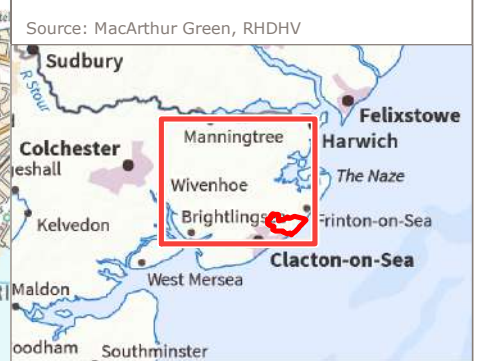 Source: MacArthur Green, RHDHV
Sudbury
R Stour
Felixstowe
Manningtree
Harwich
Colchester
eshall
The Naze
Wivenhoe
Brightlings
Frinton-on-Sea
Kelvedon
Clacton-on-Sea
West Mersea
Maldon
oodham
Southminster